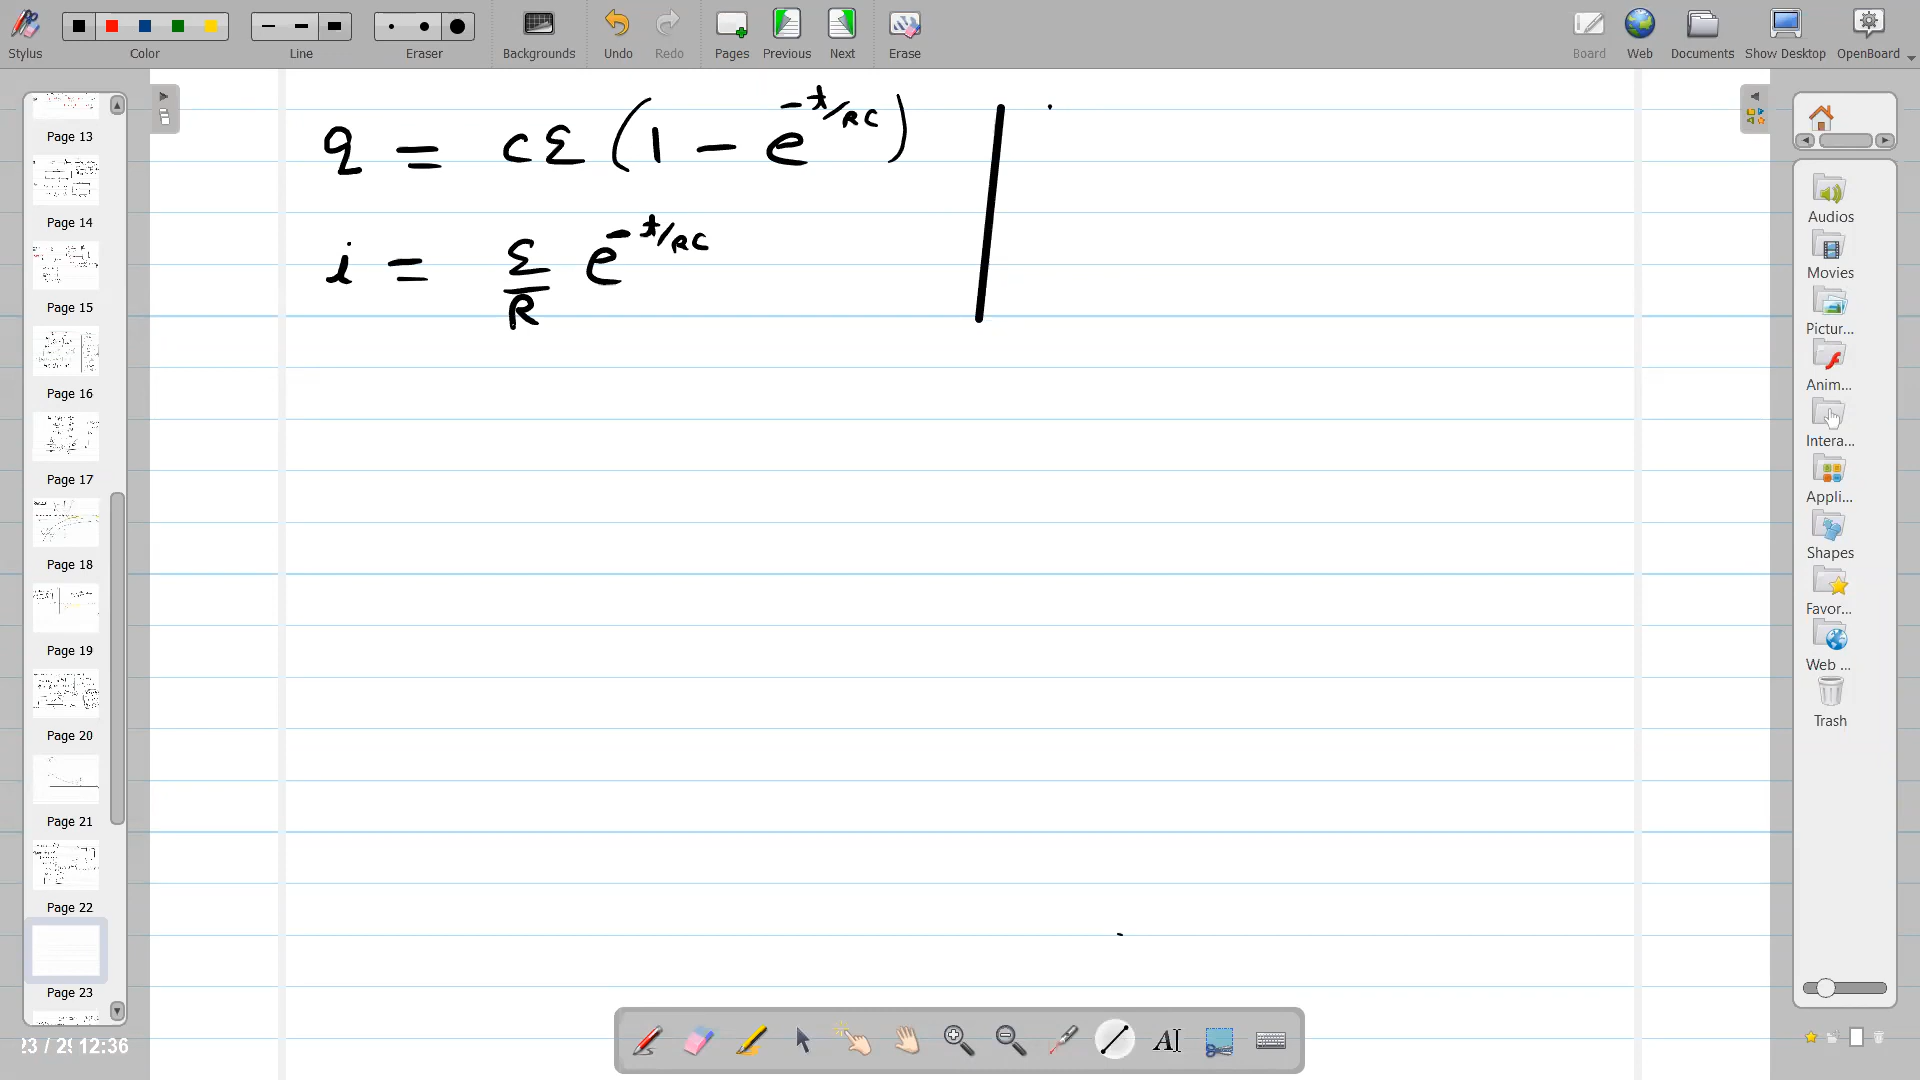 Stylus
Color
Line
Eraser
Backgrounds
Undo
Redo
Pages
Previous
Next
Erase
Board
Web
Documents
Show Desktop
OpenBoard
Page 13
Page 14
Page 15
Page 16
Page 17
Page 18
Page 19
Page 20
Page 21
Page 22
Page 23
12:36
q = cε (1 - e^{-t/RC})
i = ε/R e^{-t/RC}
Audios
Movies
Pictur...
Anim...
Intera...
Appli...
Shapes
Favor...
Web ...
Trash